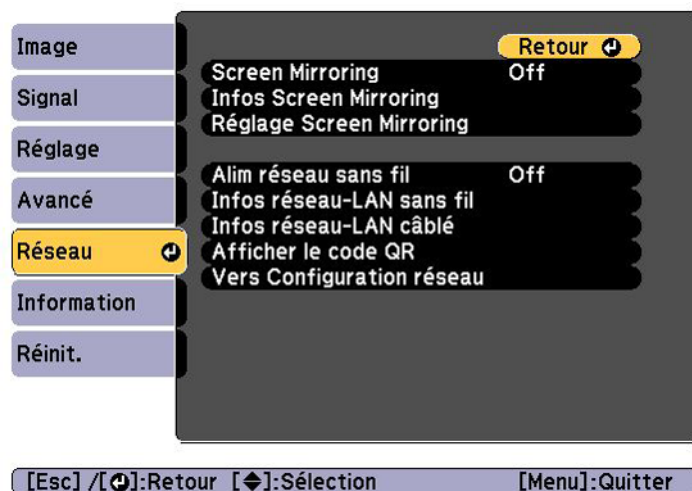 Image
Signal
Réglage
Avancé
Réseau
Information
Réinit.
Retour
Screen Mirroring Off
Infos Screen Mirroring
Réglage Screen Mirroring
Alim réseau sans fil Off
Infos réseau-LAN sans fil
Infos réseau-LAN câblé
Afficher le code QR
Vers Configuration réseau
[Esc] /[⏎]:Retour [◆]:Sélection [Menu]:Quitter